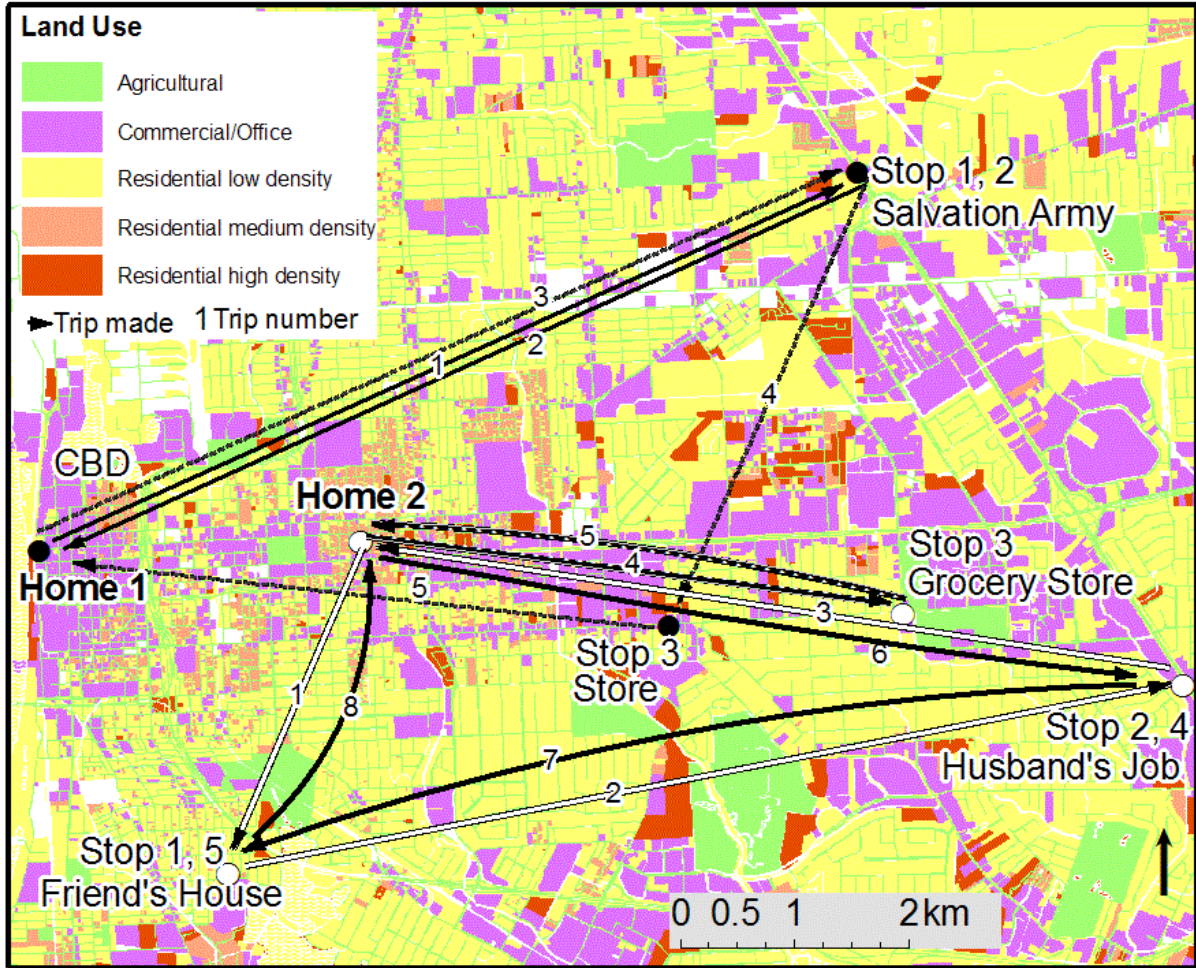 Land Use
Agricultural
Commercial/Office
Residential low density
Residential medium density
Residential high density
Trip made 1 Trip number
Stop 1, 2
Salvation Army
3
2
1
4
CBD
Home 2
Home 1
5
4
5
3
6
Stop 3
Grocery Store
Stop 3
Store
1
8
7
2
Stop 2, 4
Husband's Job
Stop 1, 5
Friend's House
0 0.5 1 2km